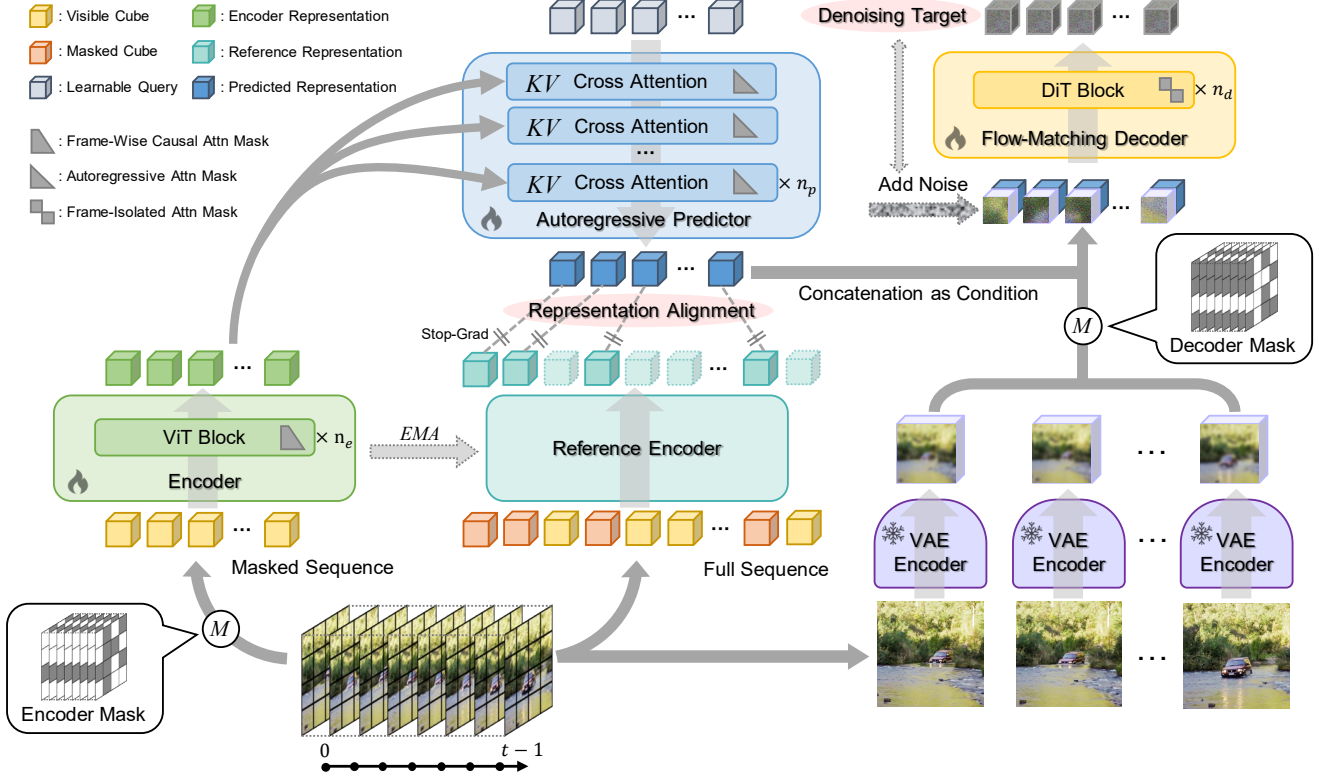 : Visible Cube
: Encoder Representation
: Masked Cube
: Reference Representation
: Learnable Query
: Predicted Representation
: Frame-Wise Causal Attn Mask
: Autoregressive Attn Mask
: Frame-Isolated Attn Mask
...
KV Cross Attention
KV Cross Attention
...
KV Cross Attention × n_p
Autoregressive Predictor
...
Representation Alignment
Stop-Grad
...
Denoising Target
...
DiT Block × n_d
Flow-Matching Decoder
Add Noise
...
Concatenation as Condition
M
Decoder Mask
...
ViT Block × n_e
Encoder
EMA
Reference Encoder
...
Masked Sequence
...
Full Sequence
M
Encoder Mask
0 t − 1
...
VAE Encoder
VAE Encoder
...
VAE Encoder
...